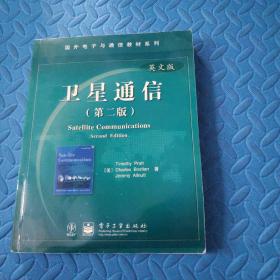 国外电子与通信教材系列
英文版
卫星通信
（第二版）
Satellite Communications
Second Edition
Satellite
Communications
Timothy Pratt
[美] Charles Bostian 著
Jeremy Allnutt
电子工业出版社